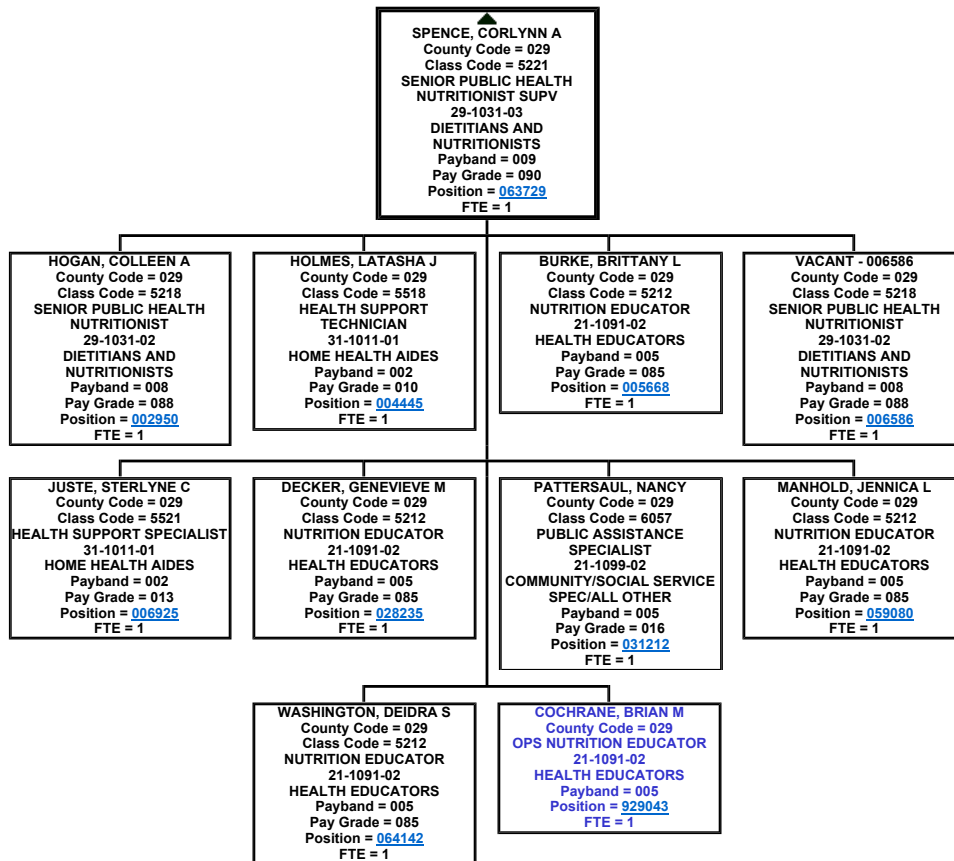 SPENCE, CORLYNN A
County Code = 029
Class Code = 5221
SENIOR PUBLIC HEALTH
NUTRITIONIST SUPV
29-1031-03
DIETITIANS AND
NUTRITIONISTS
Payband = 009
Pay Grade = 090
Position = 063729
FTE = 1
HOGAN, COLLEEN A
County Code = 029
Class Code = 5218
SENIOR PUBLIC HEALTH
NUTRITIONIST
29-1031-02
DIETITIANS AND
NUTRITIONISTS
Payband = 008
Pay Grade = 088
Position = 002950
FTE = 1
HOLMES, LATASHA J
County Code = 029
Class Code = 5518
HEALTH SUPPORT
TECHNICIAN
31-1011-01
HOME HEALTH AIDES
Payband = 002
Pay Grade = 010
Position = 004445
FTE = 1
BURKE, BRITTANY L
County Code = 029
Class Code = 5212
NUTRITION EDUCATOR
21-1091-02
HEALTH EDUCATORS
Payband = 005
Pay Grade = 085
Position = 005668
FTE = 1
VACANT - 006586
County Code = 029
Class Code = 5218
SENIOR PUBLIC HEALTH
NUTRITIONIST
29-1031-02
DIETITIANS AND
NUTRITIONISTS
Payband = 008
Pay Grade = 088
Position = 006586
FTE = 1
JUSTE, STERLYNE C
County Code = 029
Class Code = 5521
HEALTH SUPPORT SPECIALIST
31-1011-01
HOME HEALTH AIDES
Payband = 002
Pay Grade = 013
Position = 006925
FTE = 1
DECKER, GENEVIEVE M
County Code = 029
Class Code = 5212
NUTRITION EDUCATOR
21-1091-02
HEALTH EDUCATORS
Payband = 005
Pay Grade = 085
Position = 028235
FTE = 1
PATTERSAUL, NANCY
County Code = 029
Class Code = 6057
PUBLIC ASSISTANCE
SPECIALIST
21-1099-02
COMMUNITY/SOCIAL SERVICE
SPEC/ALL OTHER
Payband = 005
Pay Grade = 016
Position = 031212
FTE = 1
MANHOLD, JENNICA L
County Code = 029
Class Code = 5212
NUTRITION EDUCATOR
21-1091-02
HEALTH EDUCATORS
Payband = 005
Pay Grade = 085
Position = 059080
FTE = 1
WASHINGTON, DEIDRA S
County Code = 029
Class Code = 5212
NUTRITION EDUCATOR
21-1091-02
HEALTH EDUCATORS
Payband = 005
Pay Grade = 085
Position = 064142
FTE = 1
COCHRANE, BRIAN M
County Code = 029
OPS NUTRITION EDUCATOR
21-1091-02
HEALTH EDUCATORS
Payband = 005
Position = 929043
FTE = 1